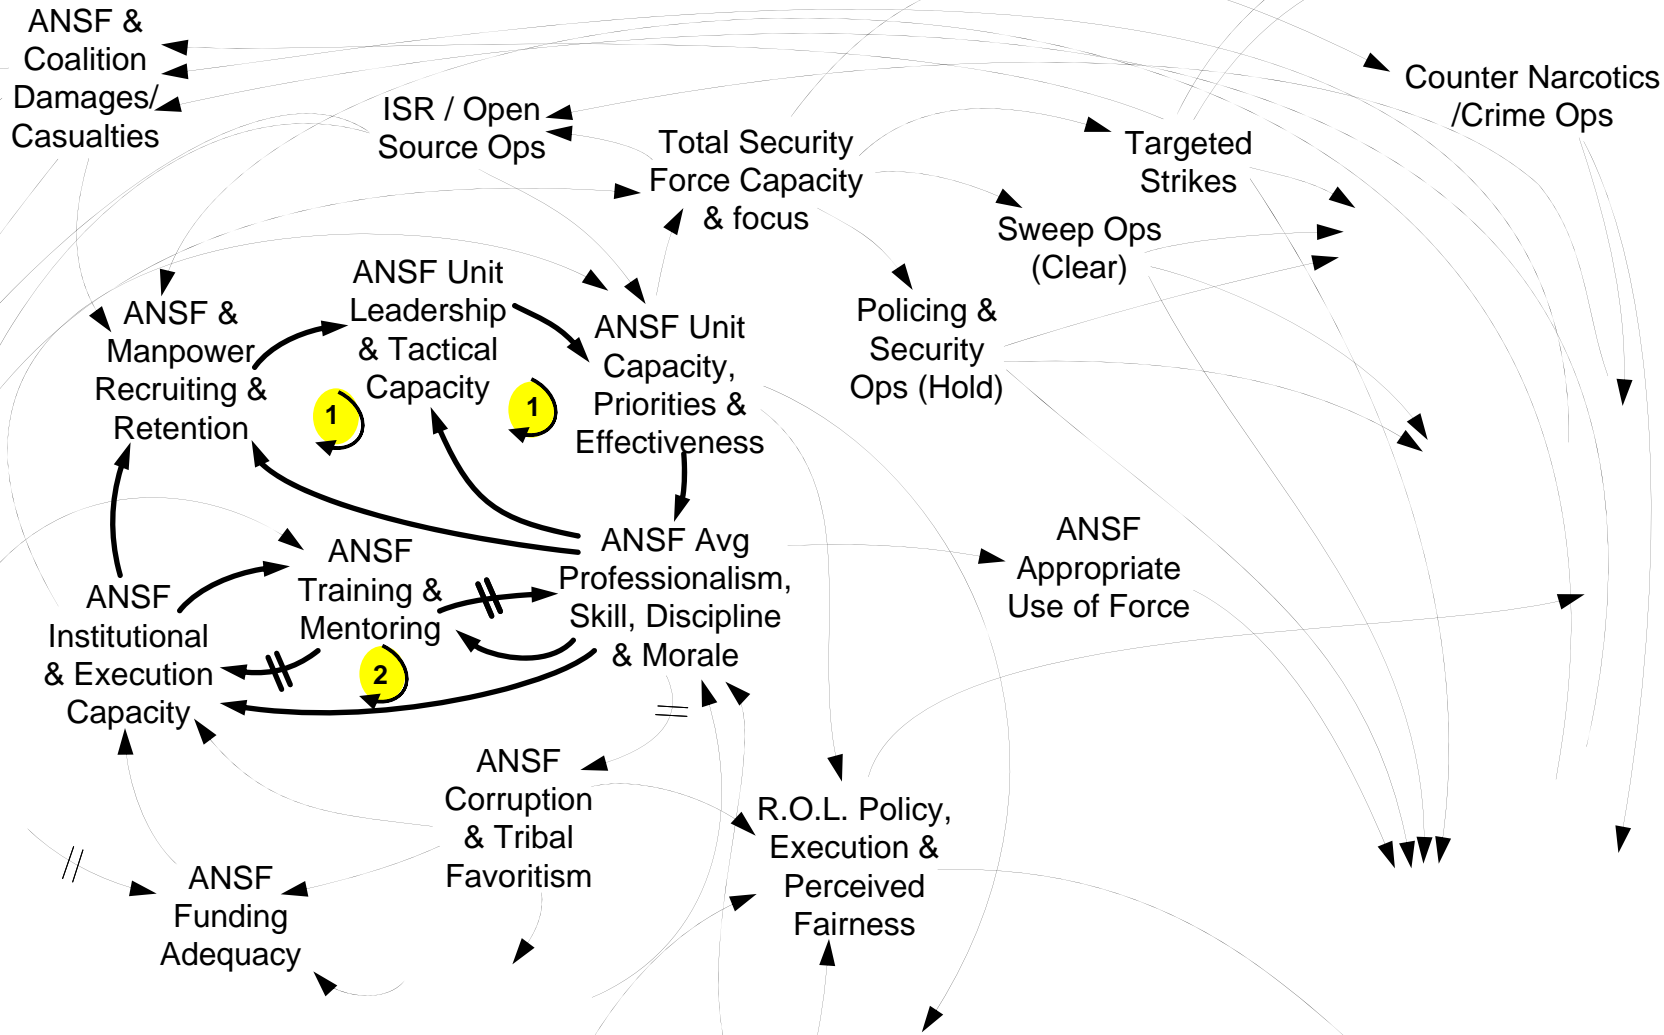 ANSF &
Coalition
Damages/
Casualties
ISR / Open
Source Ops
Total Security
Force Capacity
& focus
Targeted
Strikes
Counter Narcotics
/Crime Ops
Sweep Ops
(Clear)
Policing &
Security
Ops (Hold)
ANSF &
Manpower
Recruiting &
Retention
ANSF Unit
Leadership
& Tactical
Capacity
ANSF Unit
Capacity,
Priorities &
Effectiveness
1
1
ANSF
Institutional
& Execution
Capacity
ANSF
Training &
Mentoring
2
ANSF Avg
Professionalism,
Skill, Discipline
& Morale
ANSF
Appropriate
Use of Force
ANSF
Corruption
& Tribal
Favoritism
R.O.L. Policy,
Execution &
Perceived
Fairness
ANSF
Funding
Adequacy